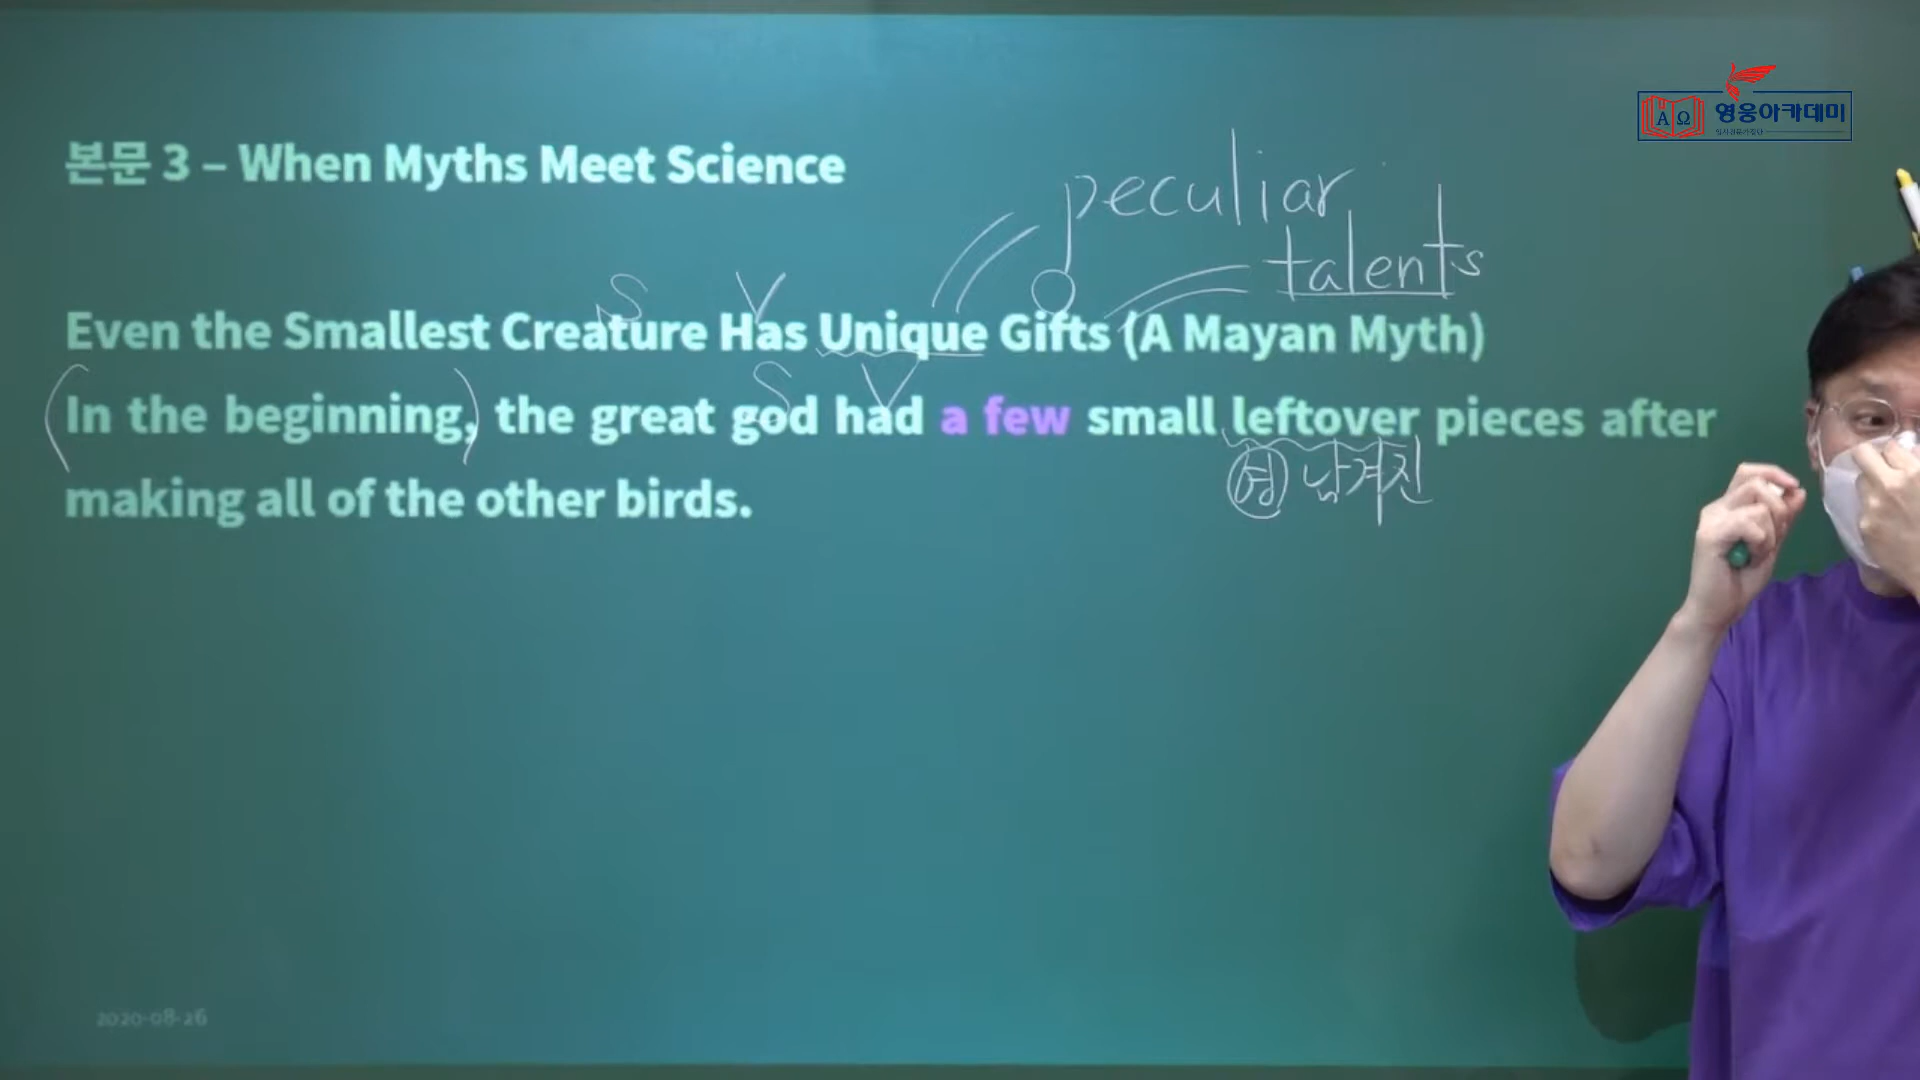 영웅아카데미
본문 3 – When Myths Meet Science
peculiar
talents
S V
Even the Smallest Creature Has Unique Gifts (A Mayan Myth)
S V
(In the beginning,) the great god had a few small leftover pieces after
형 남겨진
making all of the other birds.
2020-08-26